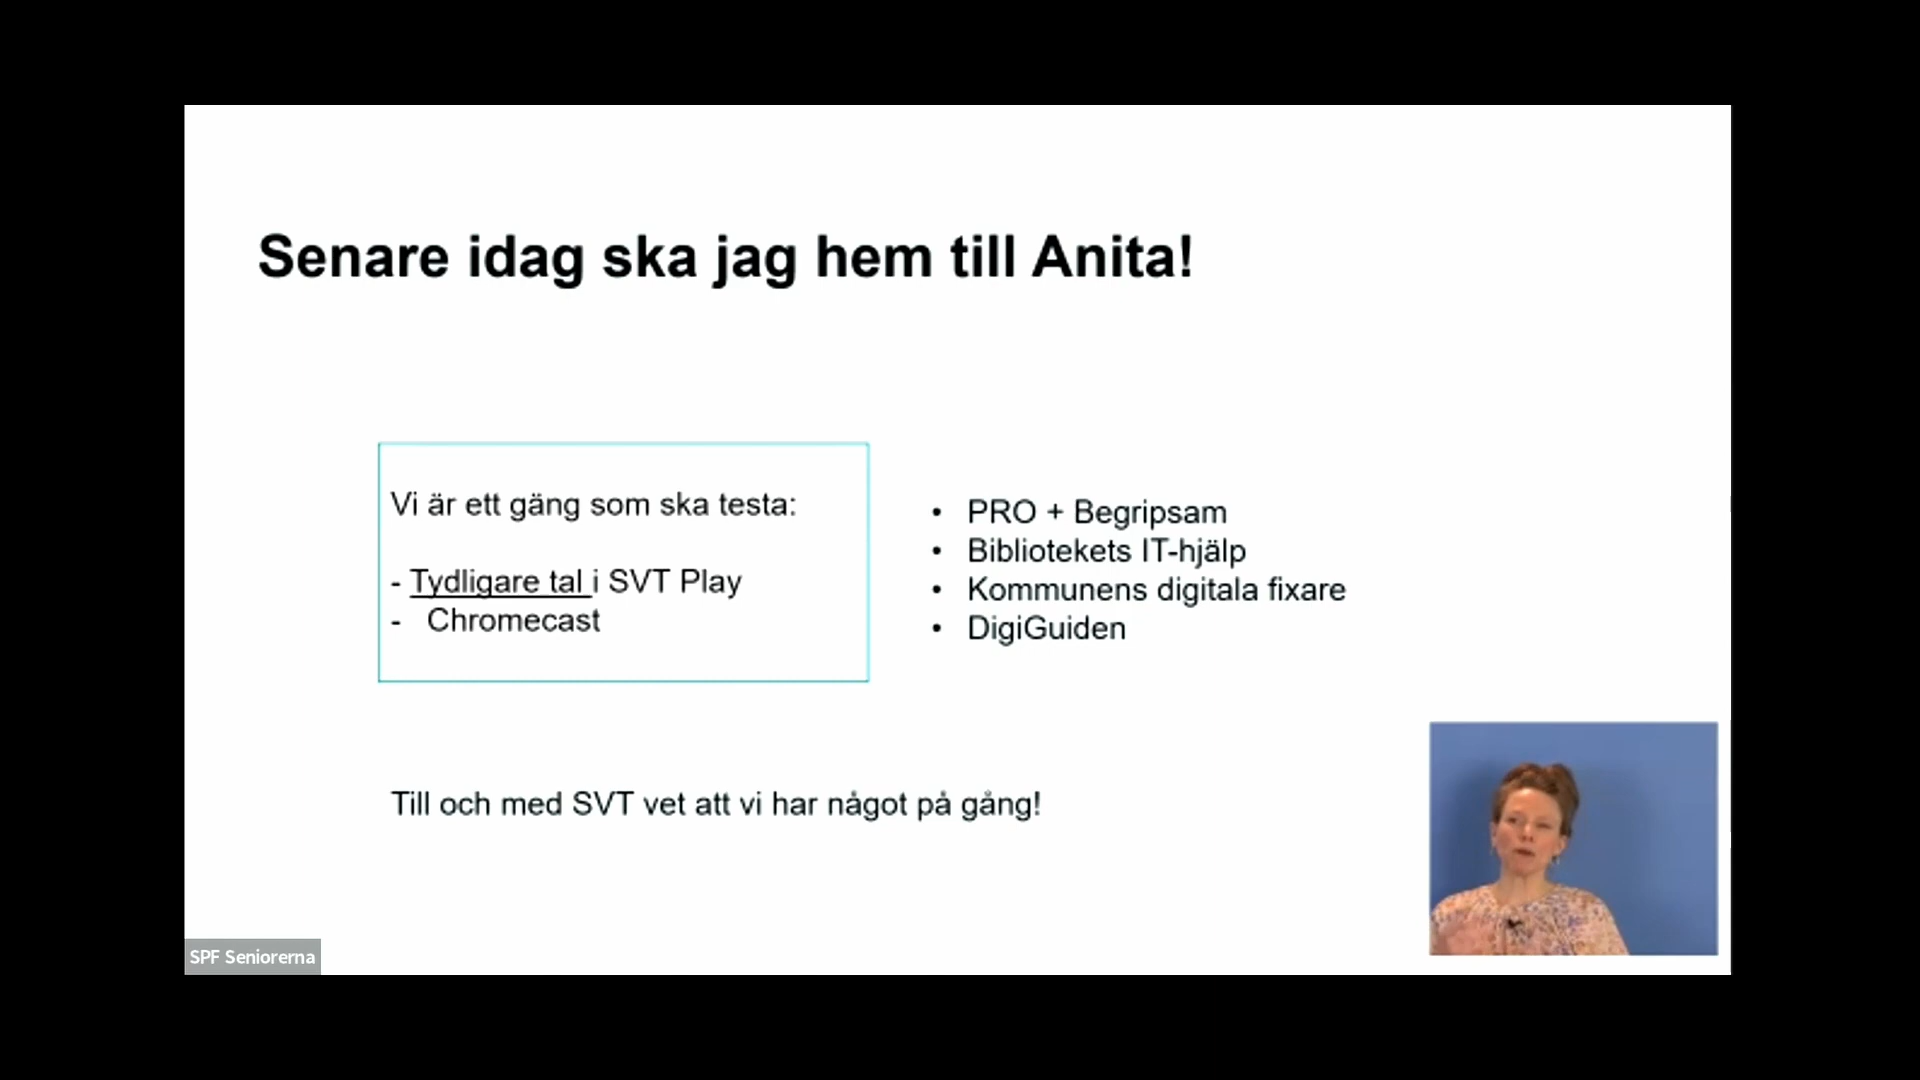 Senare idag ska jag hem till Anita!
Vi är ett gäng som ska testa:
- Tydligare tal i SVT Play
- Chromecast
• PRO + Begripsam
• Bibliotekets IT-hjälp
• Kommunens digitala fixare
• DigiGuiden
Till och med SVT vet att vi har något på gång!
SPF Seniorerna